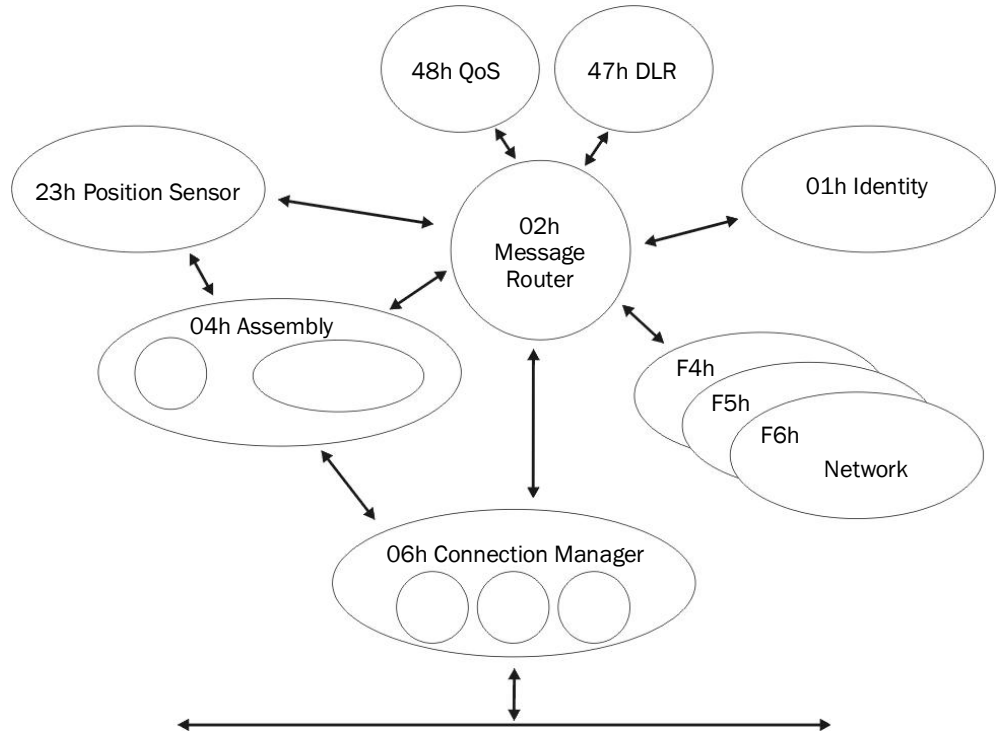 48h QoS
47h DLR
23h Position Sensor
01h Identity
02h
Message
Router
04h Assembly
F4h
F5h
F6h
Network
06h Connection Manager